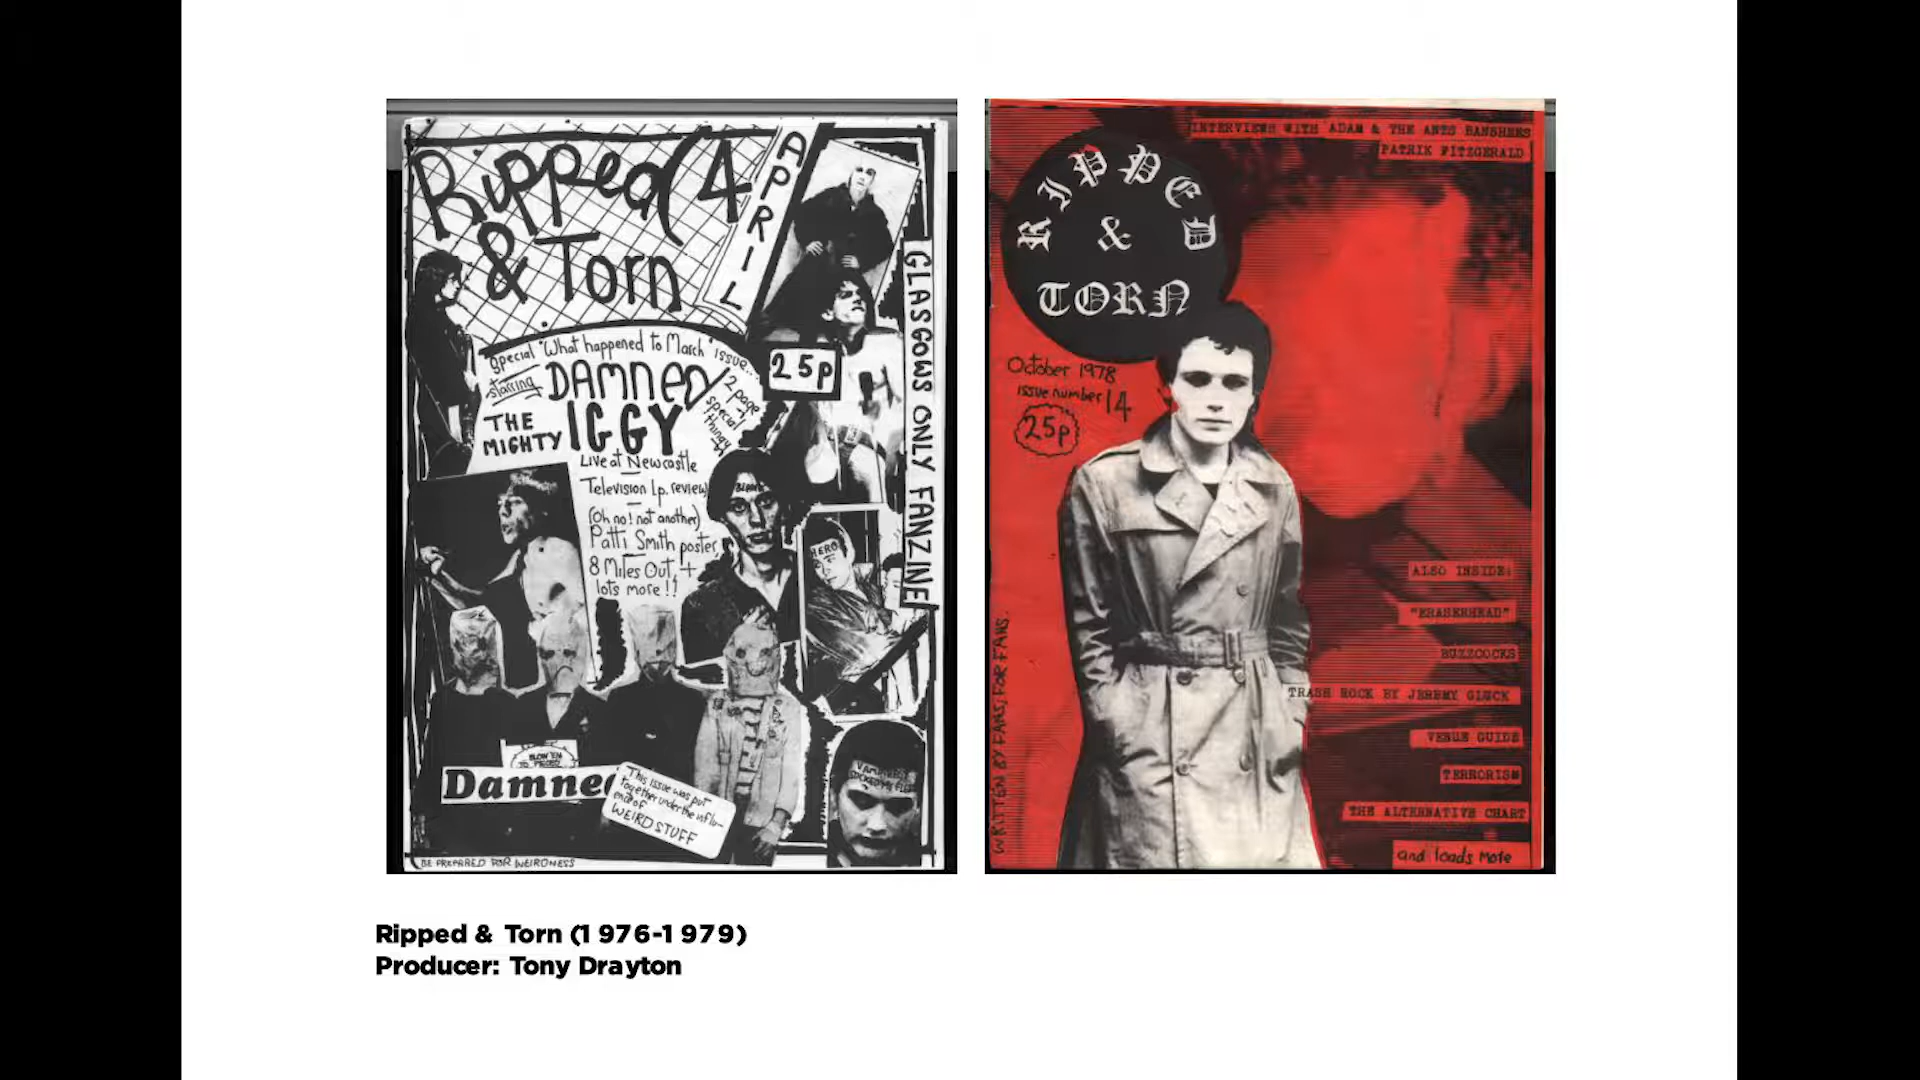 Ripped (4
& Torn
APRIL
GLASGOWS ONLY FANZINE
25p
special "What happened to March" issue...
starring DAMNED
THE MIGHTY IGGY
2 page special thingy
Live at Newcastle
Television Lp. review
(Oh no! not another)
Patti Smith poster,
8 Miles Out, +
lots more!!
HERO
BLOW 'EM
TO PIECES
Damned
This issue was put
together under the influ-
ence of
WEIRD STUFF
BE PREPARED FOR WEIRDNESS
INTERVIEWS WITH ADAM & THE ANTS BANSHEES
PATRIK FITZGERALD
RIPPED
&
TORN
October 1978
issue number 14
25p
WRITTEN BY FANS, FOR FANS.
ALSO INSIDE:
"ERASERHEAD"
BUZZCOCKS
TRASH ROCK BY JEREMY GLUCK
VENUE GUIDE
TERRORISM
THE ALTERNATIVE CHART
and loads more
Ripped & Torn (1976-1979)
Producer: Tony Drayton